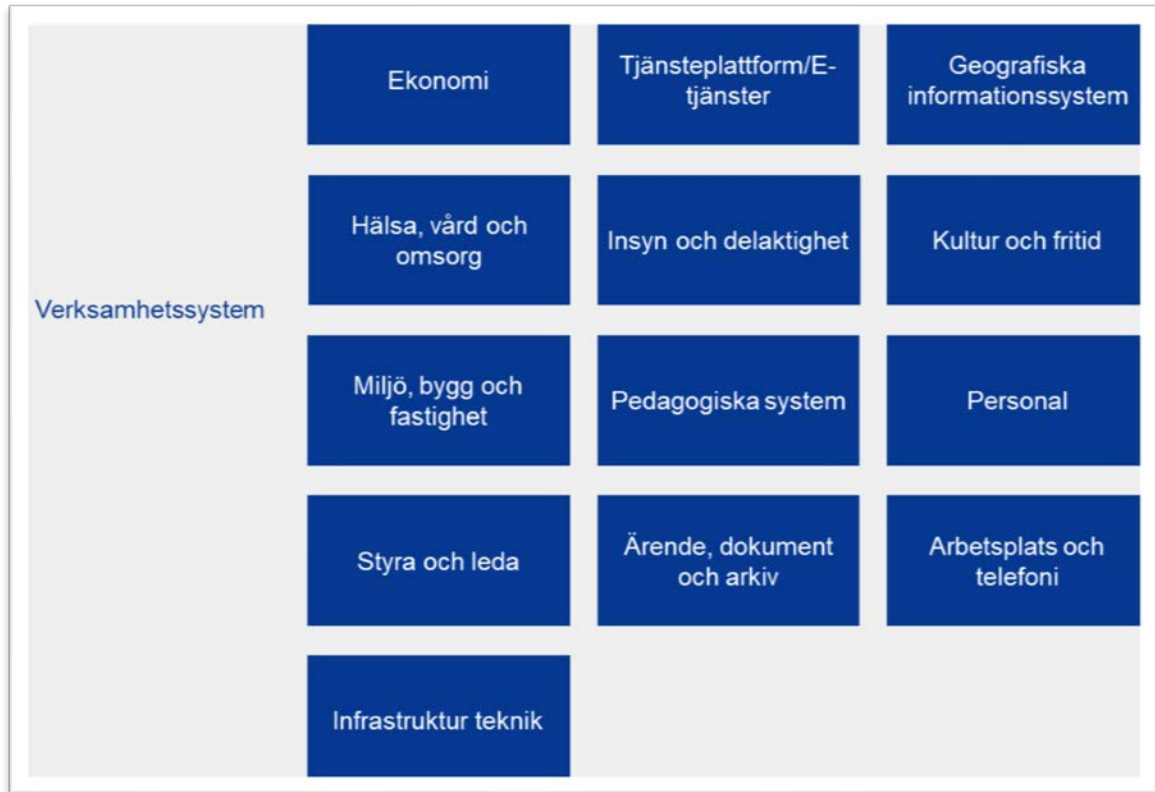 Ekonomi
Tjänsteplattform/E-
tjänster
Geografiska
informationssystem
Hälsa, vård och
omsorg
Insyn och delaktighet
Kultur och fritid
Verksamhetssystem
Miljö, bygg och
fastighet
Pedagogiska system
Personal
Styra och leda
Ärende, dokument
och arkiv
Arbetsplats och
telefoni
Infrastruktur teknik